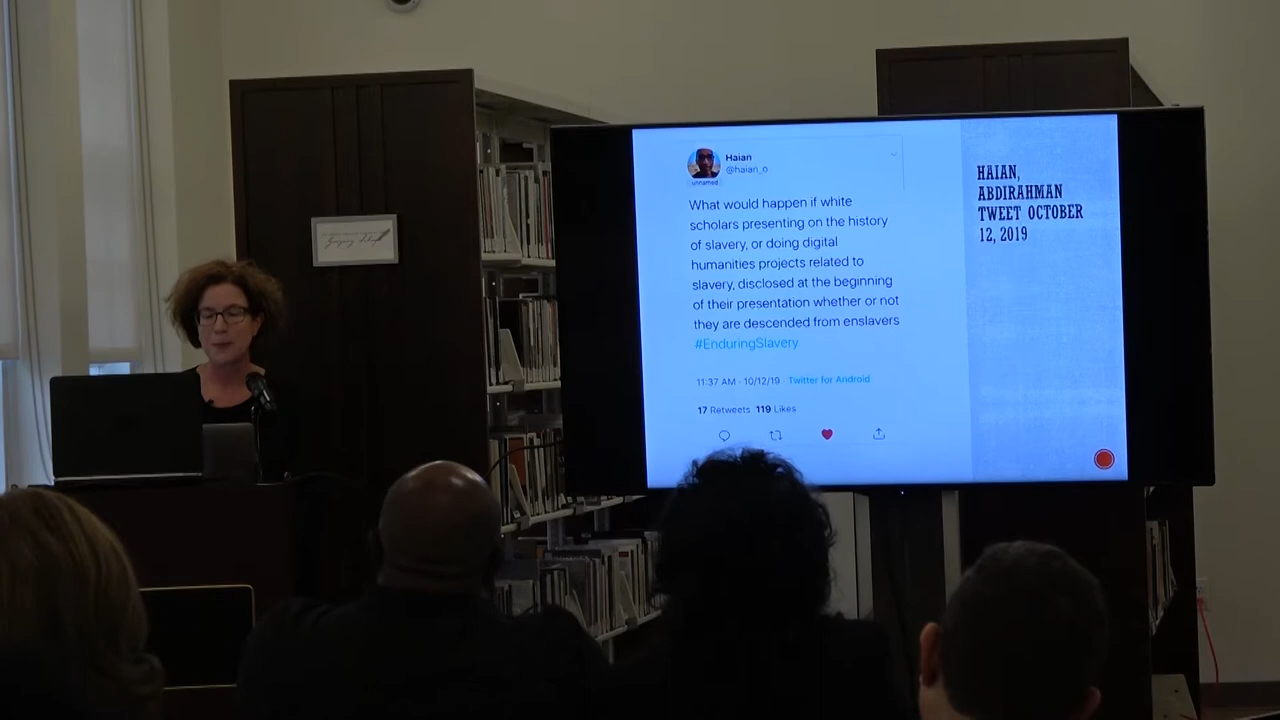 Haian
@haian_o
unnamed
What would happen if white
scholars presenting on the history
of slavery, or doing digital
humanities projects related to
slavery, disclosed at the beginning
of their presentation whether or not
they are descended from enslavers
#EnduringSlavery
11:37 AM · 10/12/19 · Twitter for Android
17 Retweets 119 Likes
HAIAN,
ABDIRAHMAN
TWEET OCTOBER
12, 2019